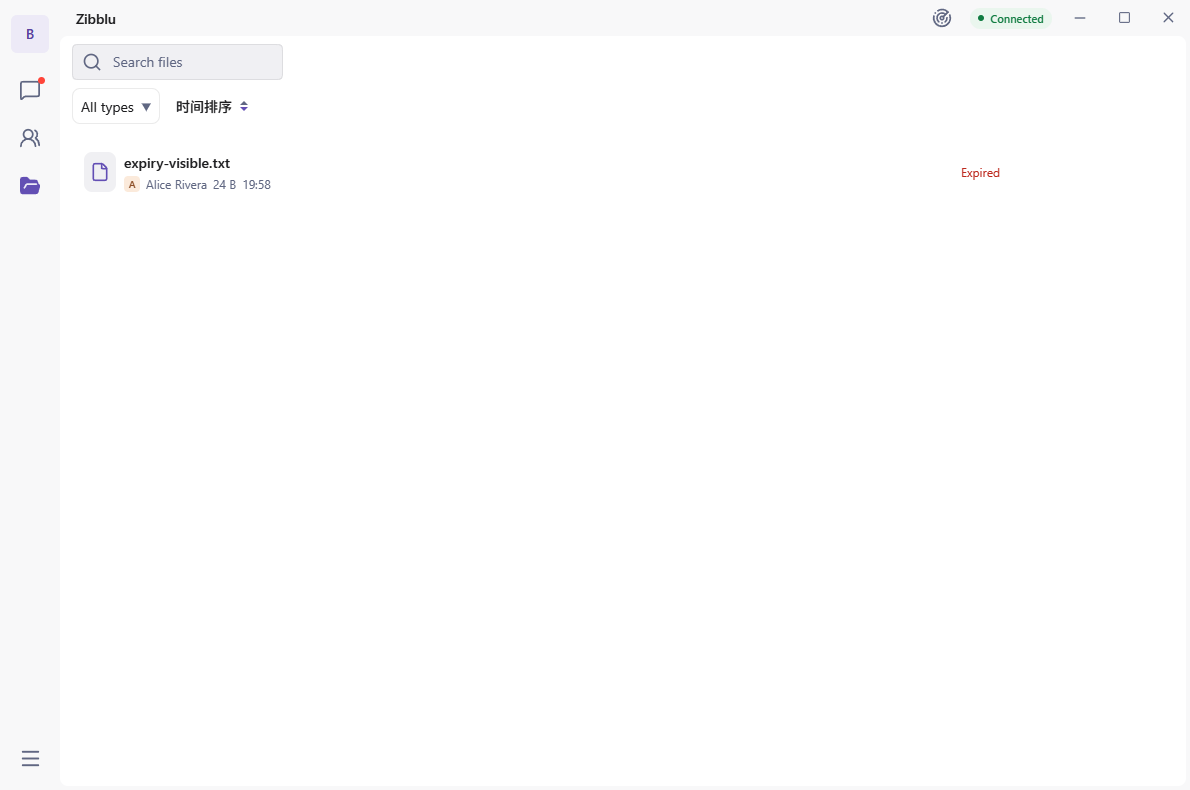 Zibblu
Connected
B
Search files
All types
时间排序
expiry-visible.txt
A Alice Rivera 24 B 19:58
Expired